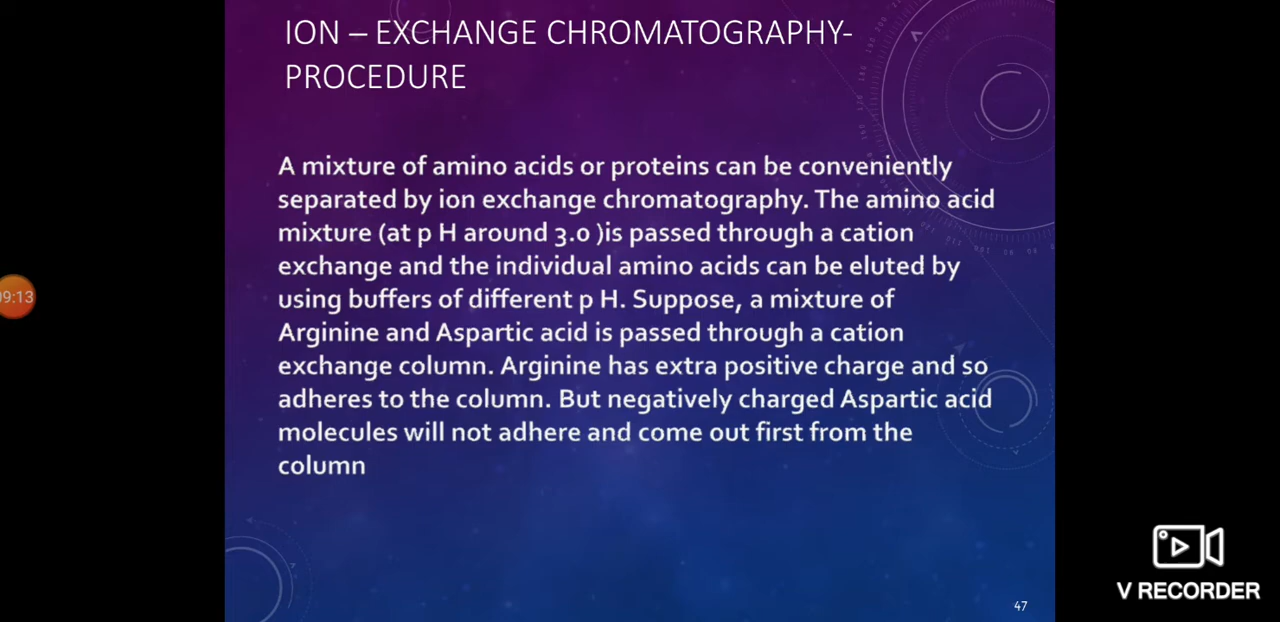 ION – EXCHANGE CHROMATOGRAPHY-
PROCEDURE
A mixture of amino acids or proteins can be conveniently
separated by ion exchange chromatography. The amino acid
mixture (at p H around 3.0 )is passed through a cation
exchange and the individual amino acids can be eluted by
using buffers of different p H. Suppose, a mixture of
Arginine and Aspartic acid is passed through a cation
exchange column. Arginine has extra positive charge and so
adheres to the column. But negatively charged Aspartic acid
molecules will not adhere and come out first from the
column
09:13
V RECORDER
47